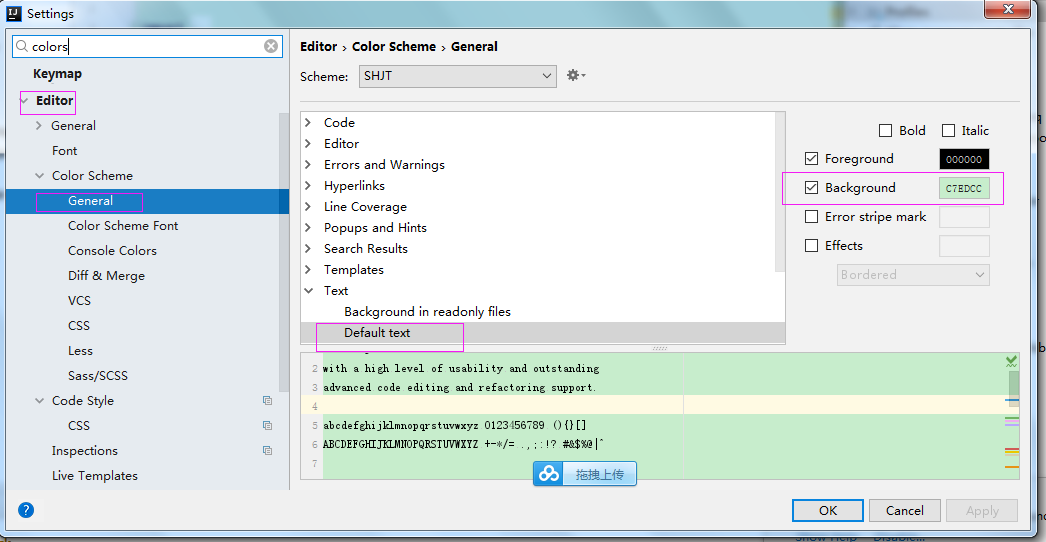 IJ Settings
colors
Keymap
Editor
General
Font
Color Scheme
General
Color Scheme Font
Console Colors
Diff & Merge
VCS
CSS
Less
Sass/SCSS
Code Style
CSS
Inspections
Live Templates
Editor › Color Scheme › General
Scheme: SHJT
Code
Editor
Errors and Warnings
Hyperlinks
Line Coverage
Popups and Hints
Search Results
Templates
Text
Background in readonly files
Default text
Bold Italic
Foreground 000000
Background C7EDCC
Error stripe mark
Effects
Bordered
2 with a high level of usability and outstanding
3 advanced code editing and refactoring support.
4
5 abcdefghijklmnopqrstuvwxyz 0123456789 (){}[]
6 ABCDEFGHIJKLMNOPQRSTUVWXYZ +-*/= .,;:!? #&$%@|^
7
拖拽上传
? OK Cancel Apply